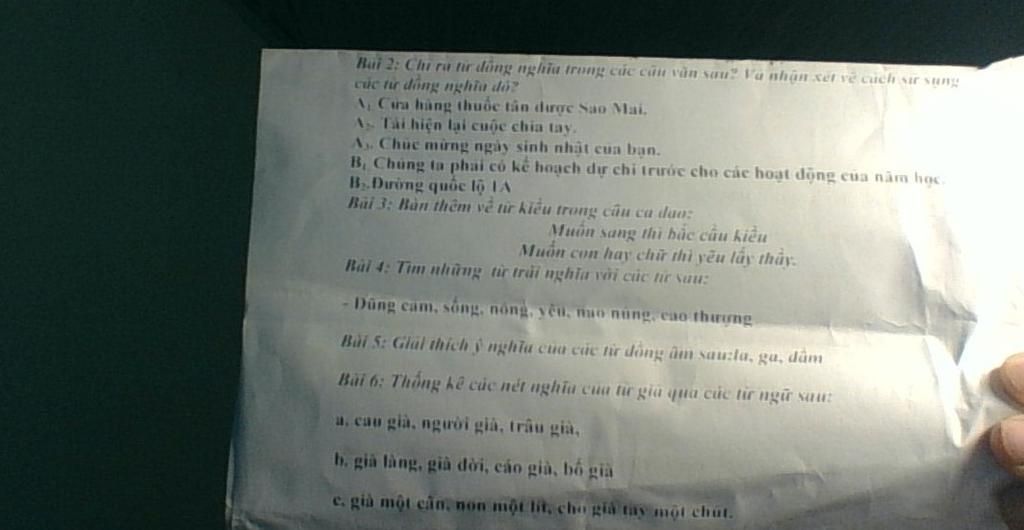 Bài 2: Chỉ ra từ đồng nghĩa trong các câu văn sau? Và nhận xét về cách sử sụng
các từ đồng nghĩa đó?
A₁. Cửa hàng thuốc tân dược Sao Mai.
A₂. Tái hiện lại cuộc chia tay.
A₃. Chúc mừng ngày sinh nhật của bạn.
B₁. Chúng ta phải có kế hoạch dự chi trước cho các hoạt động của năm học.
B₂. Đường quốc lộ 1A
Bài 3: Bàn thêm về từ kiều trong câu ca dao:
Muốn sang thì bắc cầu kiều
Muốn con hay chữ thì yêu lấy thầy.
Bài 4: Tìm những từ trái nghĩa với các từ sau:
- Dũng cảm, sống, nóng, yêu, nao núng, cao thượng
Bài 5: Giải thích ý nghĩa của các từ đồng âm sau:la, ga, dầm
Bài 6: Thống kê các nét nghĩa của từ già qua các từ ngữ sau:
a. cau già, người già, trâu già,
b. già làng, già đời, cáo già, bố già
c. già một cân, non một lít, cho già tay một chút.